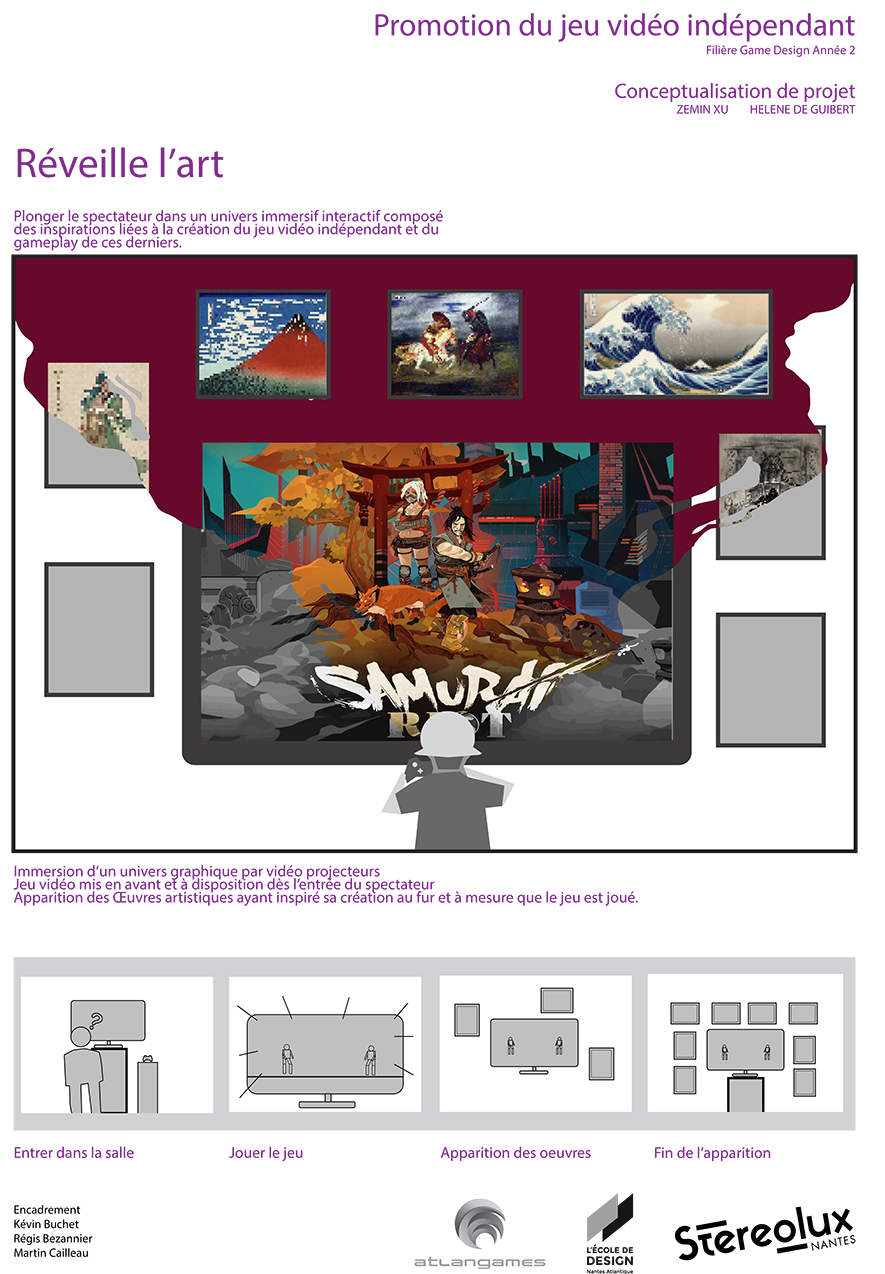 Promotion du jeu vidéo indépendant
Filière Game Design Année 2
Conceptualisation de projet
ZEMIN XU HELENE DE GUIBERT
Réveille l’art
Plonger le spectateur dans un univers immersif interactif composé
des inspirations liées à la création du jeu vidéo indépendant et du
gameplay de ces derniers.
SAMURAI
RIOT
Immersion d’un univers graphique par vidéo projecteurs
Jeu vidéo mis en avant et à disposition dès l’entrée du spectateur
Apparition des Œuvres artistiques ayant inspiré sa création au fur et à mesure que le jeu est joué.
?
Entrer dans la salle
Jouer le jeu
Apparition des oeuvres
Fin de l’apparition
Encadrement
Kévin Buchet
Régis Bezannier
Martin Cailleau
atlangames
L’ÉCOLE DE
DESIGN
Nantes Atlantique
Stereolux
NANTES